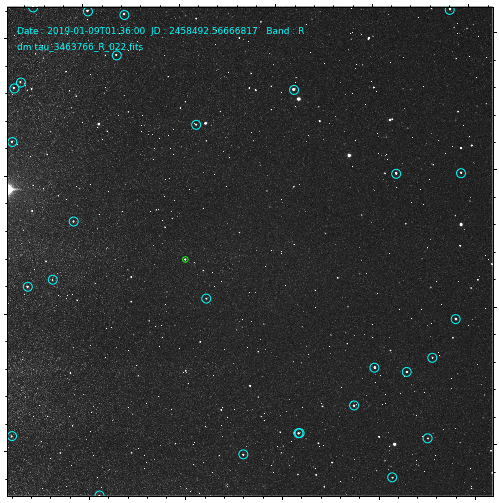 Date : 2019-01-09T01:36:00 JD : 2458492.56666817 Band : R
dm tau_3463766_R_022.fits